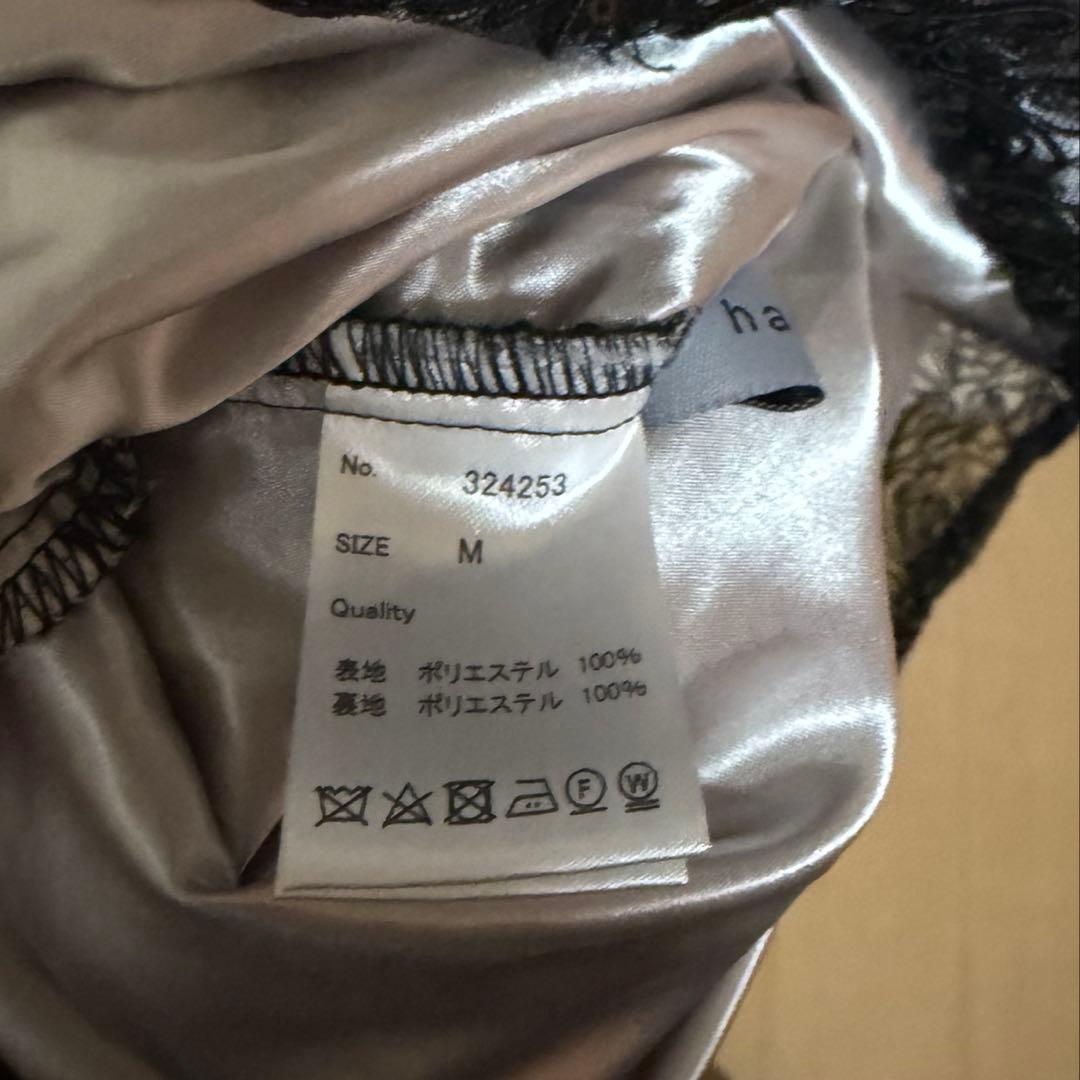 ha
No. 324253
SIZE M
Quality
表地 ポリエステル 100%
裏地 ポリエステル 100%
F W